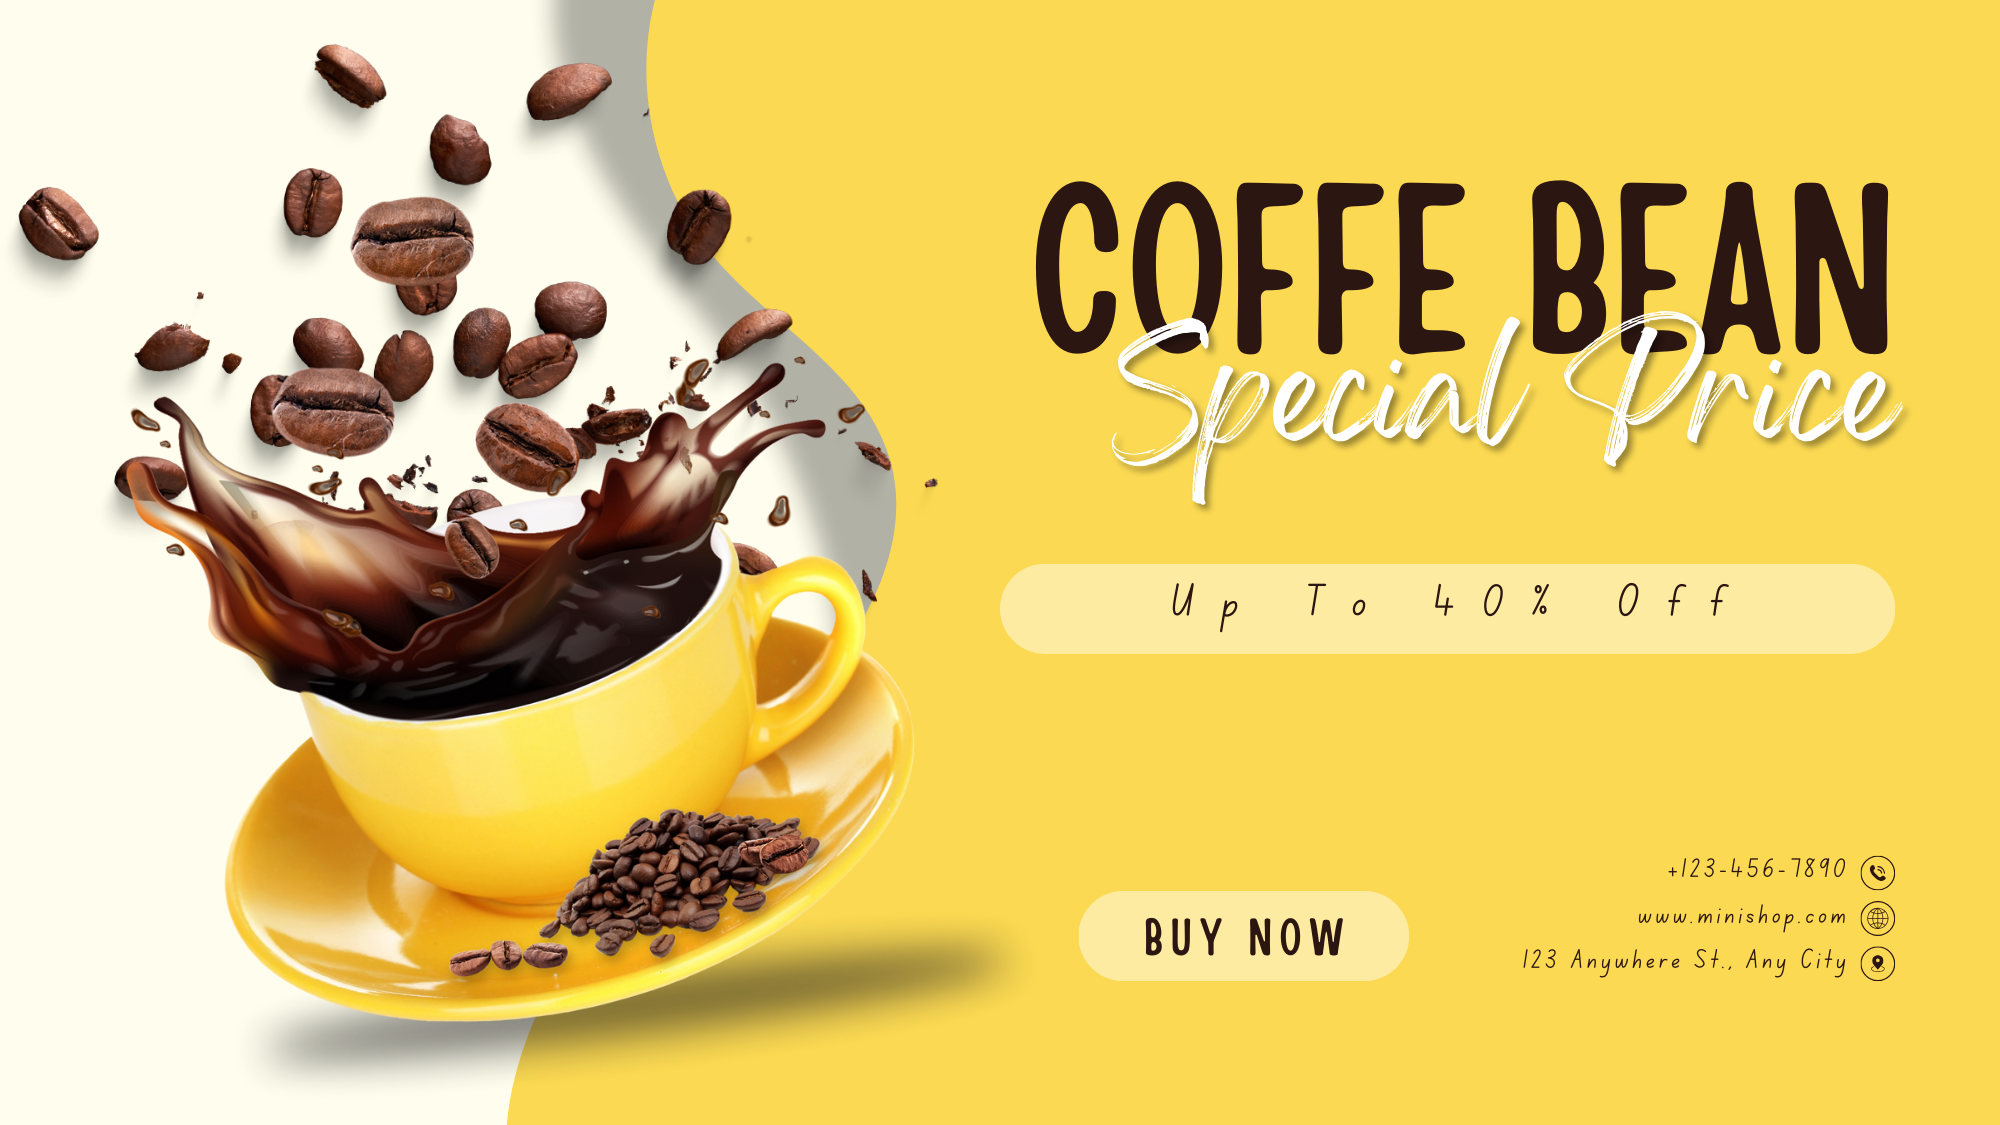 COFFE BEAN
Special Price
Up To 40% Off
BUY NOW
+123-456-7890
www.minishop.com
123 Anywhere St., Any City